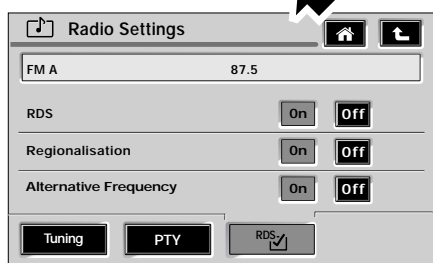 Radio Settings
FM A 87.5
RDS On Off
Regionalisation On Off
Alternative Frequency On Off
Tuning PTY RDS